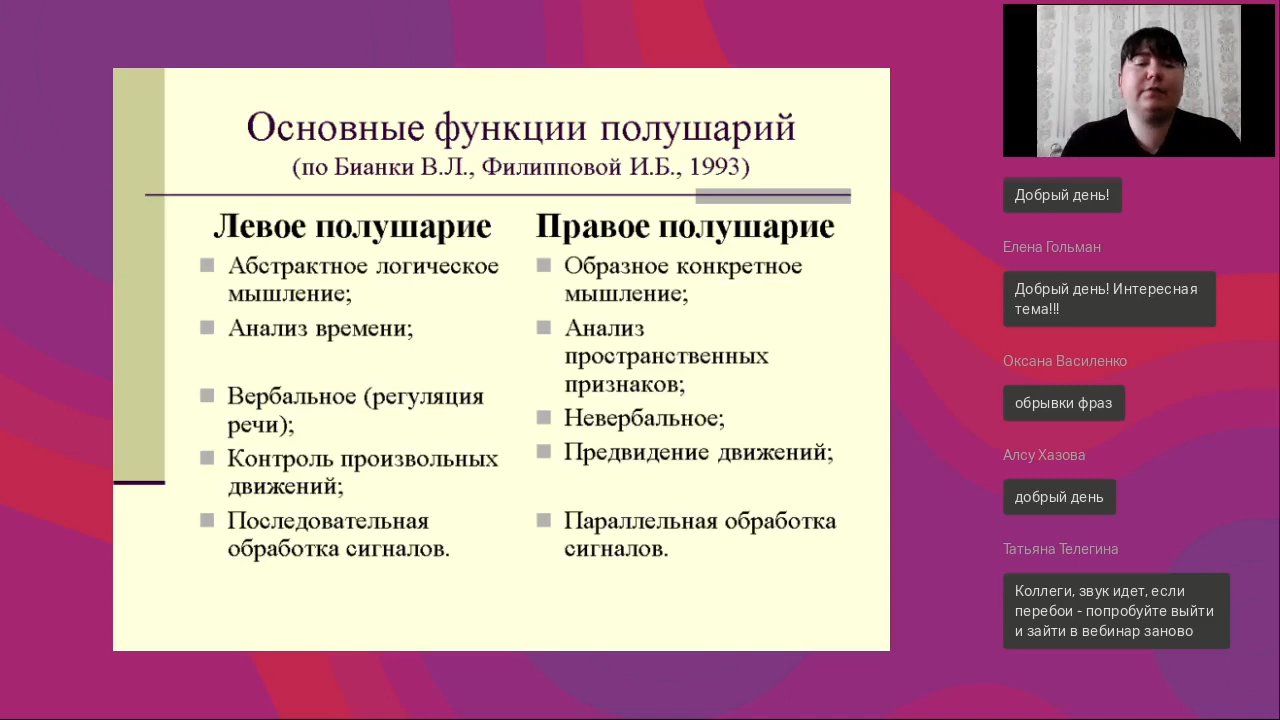 Основные функции полушарий
(по Бианки В.Л., Филипповой И.Б., 1993)
Левое полушарие
Абстрактное логическое
мышление;
Анализ времени;
Вербальное (регуляция
речи);
Контроль произвольных
движений;
Последовательная
обработка сигналов.
Правое полушарие
Образное конкретное
мышление;
Анализ
пространственных
признаков;
Невербальное;
Предвидение движений;
Параллельная обработка
сигналов.
Добрый день!
Елена Гольман
Добрый день! Интересная
тема!!!
Оксана Василенко
обрывки фраз
Алсу Хазова
добрый день
Татьяна Телегина
Коллеги, звук идет, если
перебои - попробуйте выйти
и зайти в вебинар заново